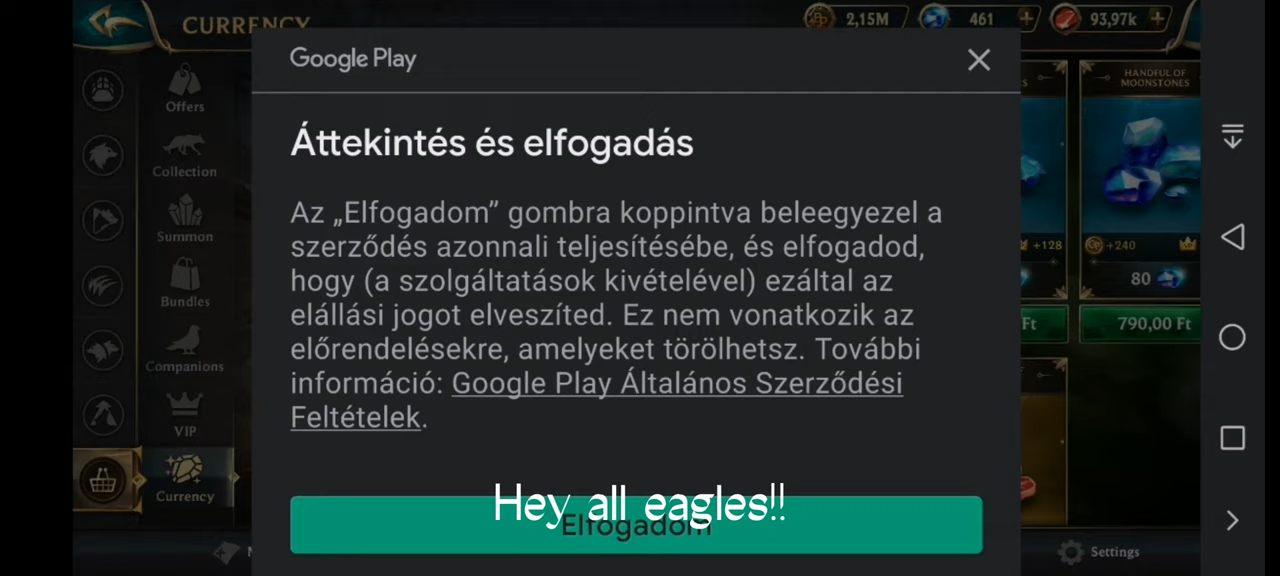 CURRENCY
2,15M
461
93,97k
Google Play
Áttekintés és elfogadás
Az „Elfogadom” gombra koppintva beleegyezel a
szerződés azonnali teljesítésébe, és elfogadod,
hogy (a szolgáltatások kivételével) ezáltal az
elállási jogot elveszíted. Ez nem vonatkozik az
előrendelésekre, amelyeket törölhetsz. További
információ: Google Play Általános Szerződési
Feltételek.
Elfogadom
Hey all eagles!!
Offers
Collection
Summon
Bundles
Companions
VIP
Currency
HANDFUL OF
MOONSTONES
+128
+240
80
Ft
790,00 Ft
Settings